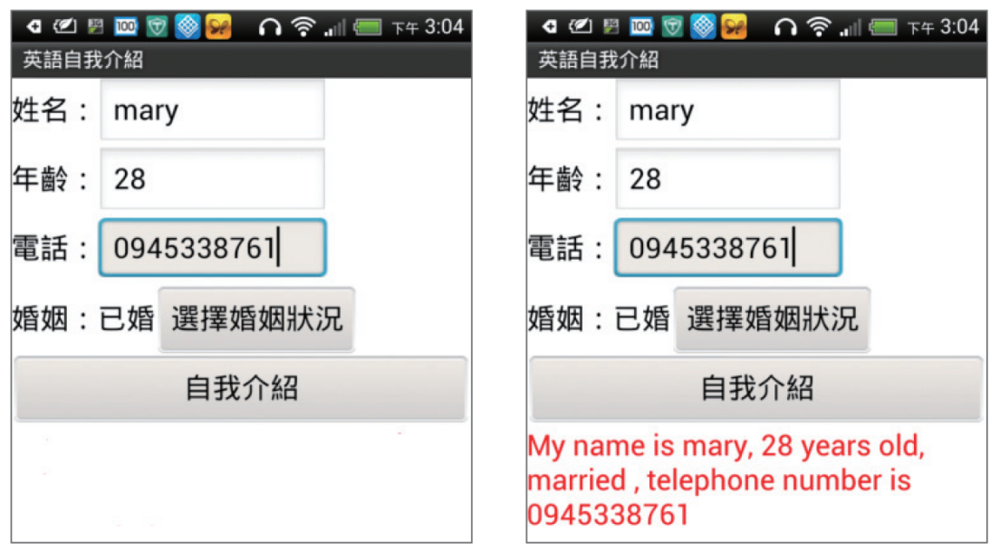 100 下午 3:04
英語自我介紹
姓名： mary
年齡： 28
電話： 0945338761
婚姻：已婚 選擇婚姻狀況
自我介紹
100 下午 3:04
英語自我介紹
姓名： mary
年齡： 28
電話： 0945338761
婚姻：已婚 選擇婚姻狀況
自我介紹
My name is mary, 28 years old,
married , telephone number is
0945338761